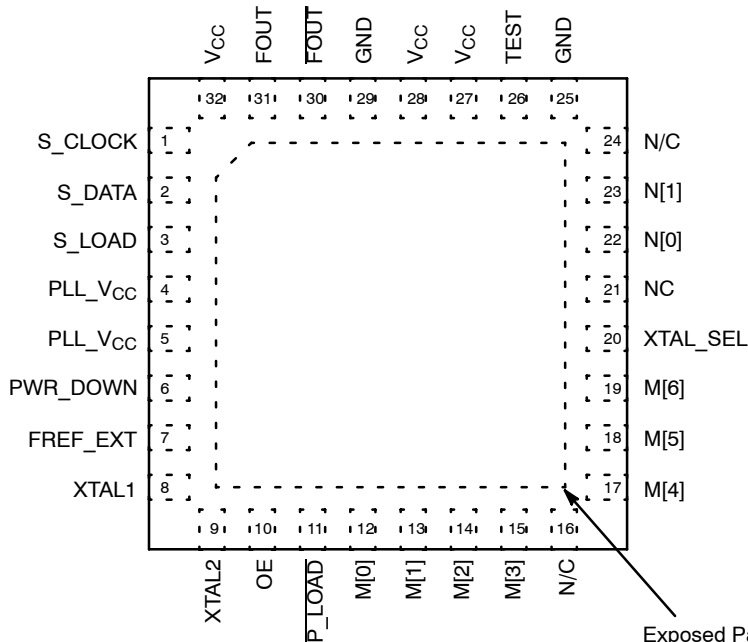 VCC FOUT FOUT GND VCC VCC TEST GND
32 31 30 29 28 27 26 25
S_CLOCK 1
S_DATA 2
S_LOAD 3
PLL_VCC 4
PLL_VCC 5
PWR_DOWN 6
FREF_EXT 7
XTAL1 8
24 N/C
23 N[1]
22 N[0]
21 NC
20 XTAL_SEL
19 M[6]
18 M[5]
17 M[4]
9 10 11 12 13 14 15 16
XTAL2 OE P_LOAD M[0] M[1] M[2] M[3] N/C
Exposed Pa